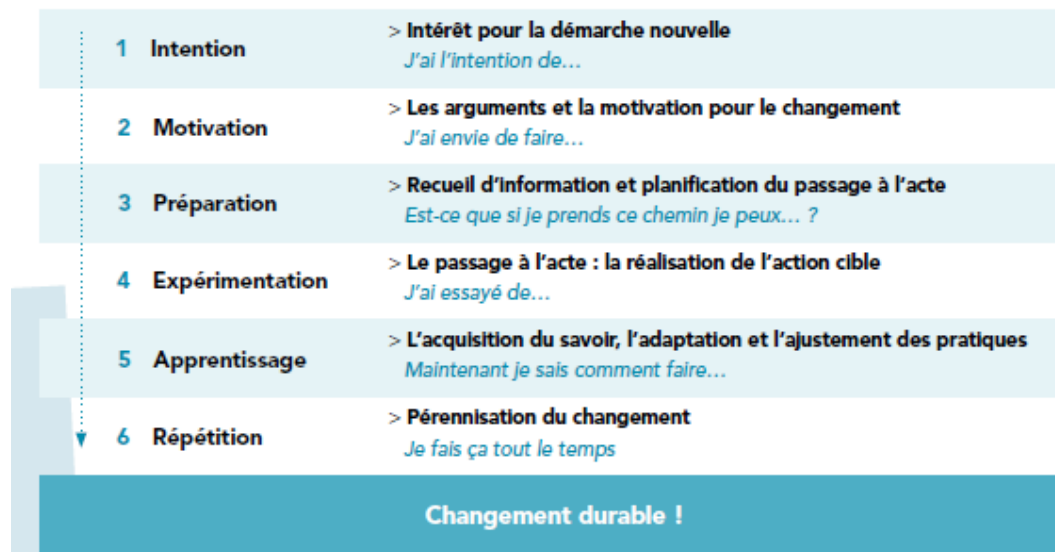 1 Intention
> Intérêt pour la démarche nouvelle
J'ai l'intention de…
2 Motivation
> Les arguments et la motivation pour le changement
J'ai envie de faire…
3 Préparation
> Recueil d'information et planification du passage à l'acte
Est-ce que si je prends ce chemin je peux… ?
4 Expérimentation
> Le passage à l'acte : la réalisation de l'action cible
J'ai essayé de…
5 Apprentissage
> L'acquisition du savoir, l'adaptation et l'ajustement des pratiques
Maintenant je sais comment faire…
6 Répétition
> Pérennisation du changement
Je fais ça tout le temps
Changement durable !